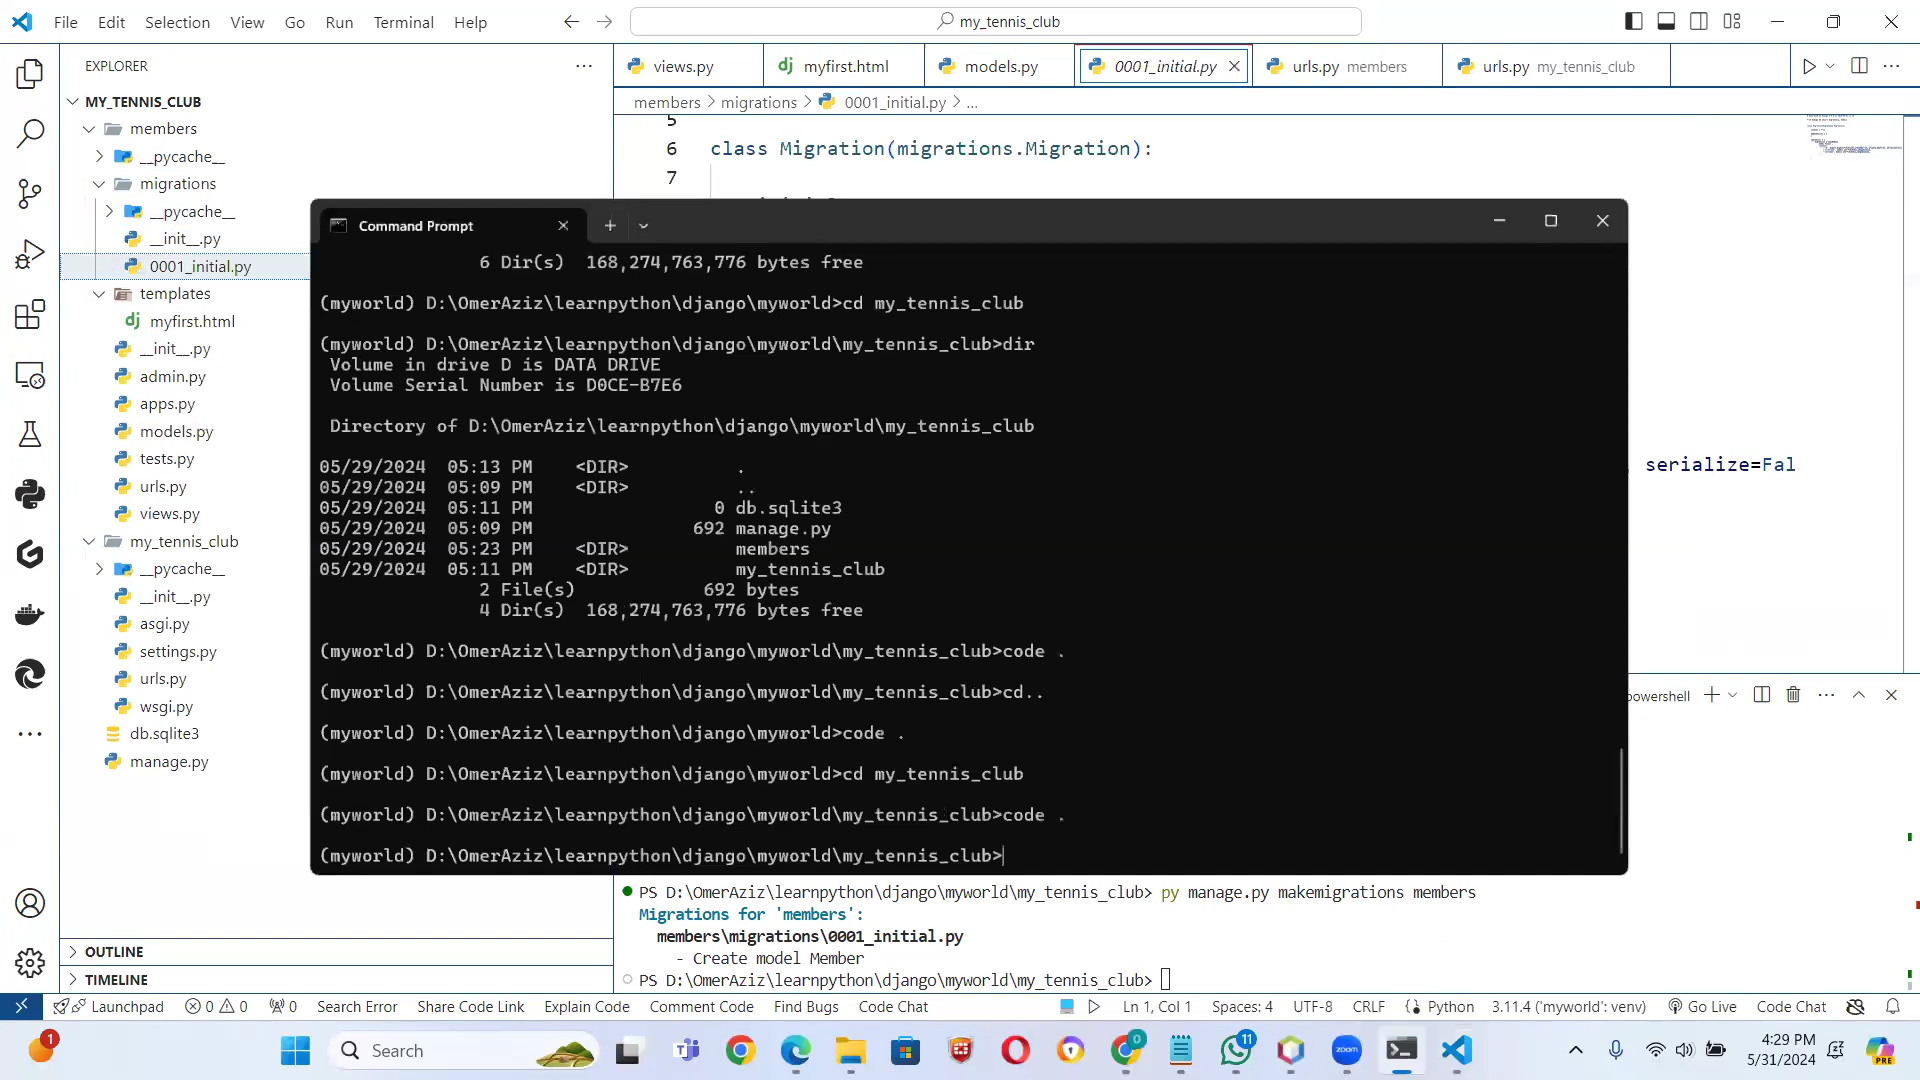 File Edit Selection View Go Run Terminal Help my_tennis_club
EXPLORER
views.py myfirst.html models.py 0001_initial.py urls.py members urls.py my_tennis_club
members > migrations > 0001_initial.py > ...
MY_TENNIS_CLUB
members
__pycache__
migrations
__pycache__
__init__.py
0001_initial.py
templates
myfirst.html
__init__.py
admin.py
apps.py
models.py
tests.py
urls.py
views.py
my_tennis_club
__pycache__
__init__.py
asgi.py
settings.py
urls.py
wsgi.py
db.sqlite3
manage.py
OUTLINE
TIMELINE
5
6 class Migration(migrations.Migration):
7
serialize=Fal
Command Prompt
6 Dir(s) 168,274,763,776 bytes free
(myworld) D:\OmerAziz\learnpython\django\myworld>cd my_tennis_club
(myworld) D:\OmerAziz\learnpython\django\myworld\my_tennis_club>dir
Volume in drive D is DATA DRIVE
Volume Serial Number is D0CE-B7E6
Directory of D:\OmerAziz\learnpython\django\myworld\my_tennis_club
05/29/2024 05:13 PM <DIR> .
05/29/2024 05:09 PM <DIR> ..
05/29/2024 05:11 PM 0 db.sqlite3
05/29/2024 05:09 PM 692 manage.py
05/29/2024 05:23 PM <DIR> members
05/29/2024 05:11 PM <DIR> my_tennis_club
2 File(s) 692 bytes
4 Dir(s) 168,274,763,776 bytes free
(myworld) D:\OmerAziz\learnpython\django\myworld\my_tennis_club>code .
(myworld) D:\OmerAziz\learnpython\django\myworld\my_tennis_club>cd..
(myworld) D:\OmerAziz\learnpython\django\myworld>code .
(myworld) D:\OmerAziz\learnpython\django\myworld>cd my_tennis_club
(myworld) D:\OmerAziz\learnpython\django\myworld\my_tennis_club>code .
(myworld) D:\OmerAziz\learnpython\django\myworld\my_tennis_club>
powershell
PS D:\OmerAziz\learnpython\django\myworld\my_tennis_club> py manage.py makemigrations members
Migrations for 'members':
members\migrations\0001_initial.py
- Create model Member
PS D:\OmerAziz\learnpython\django\myworld\my_tennis_club>
Launchpad 0 0 0 Search Error Share Code Link Explain Code Comment Code Find Bugs Code Chat Ln 1, Col 1 Spaces: 4 UTF-8 CRLF Python 3.11.4 ('myworld': venv) Go Live Code Chat
1 Search 0 11 zoom 4:29 PM
5/31/2024 PRE